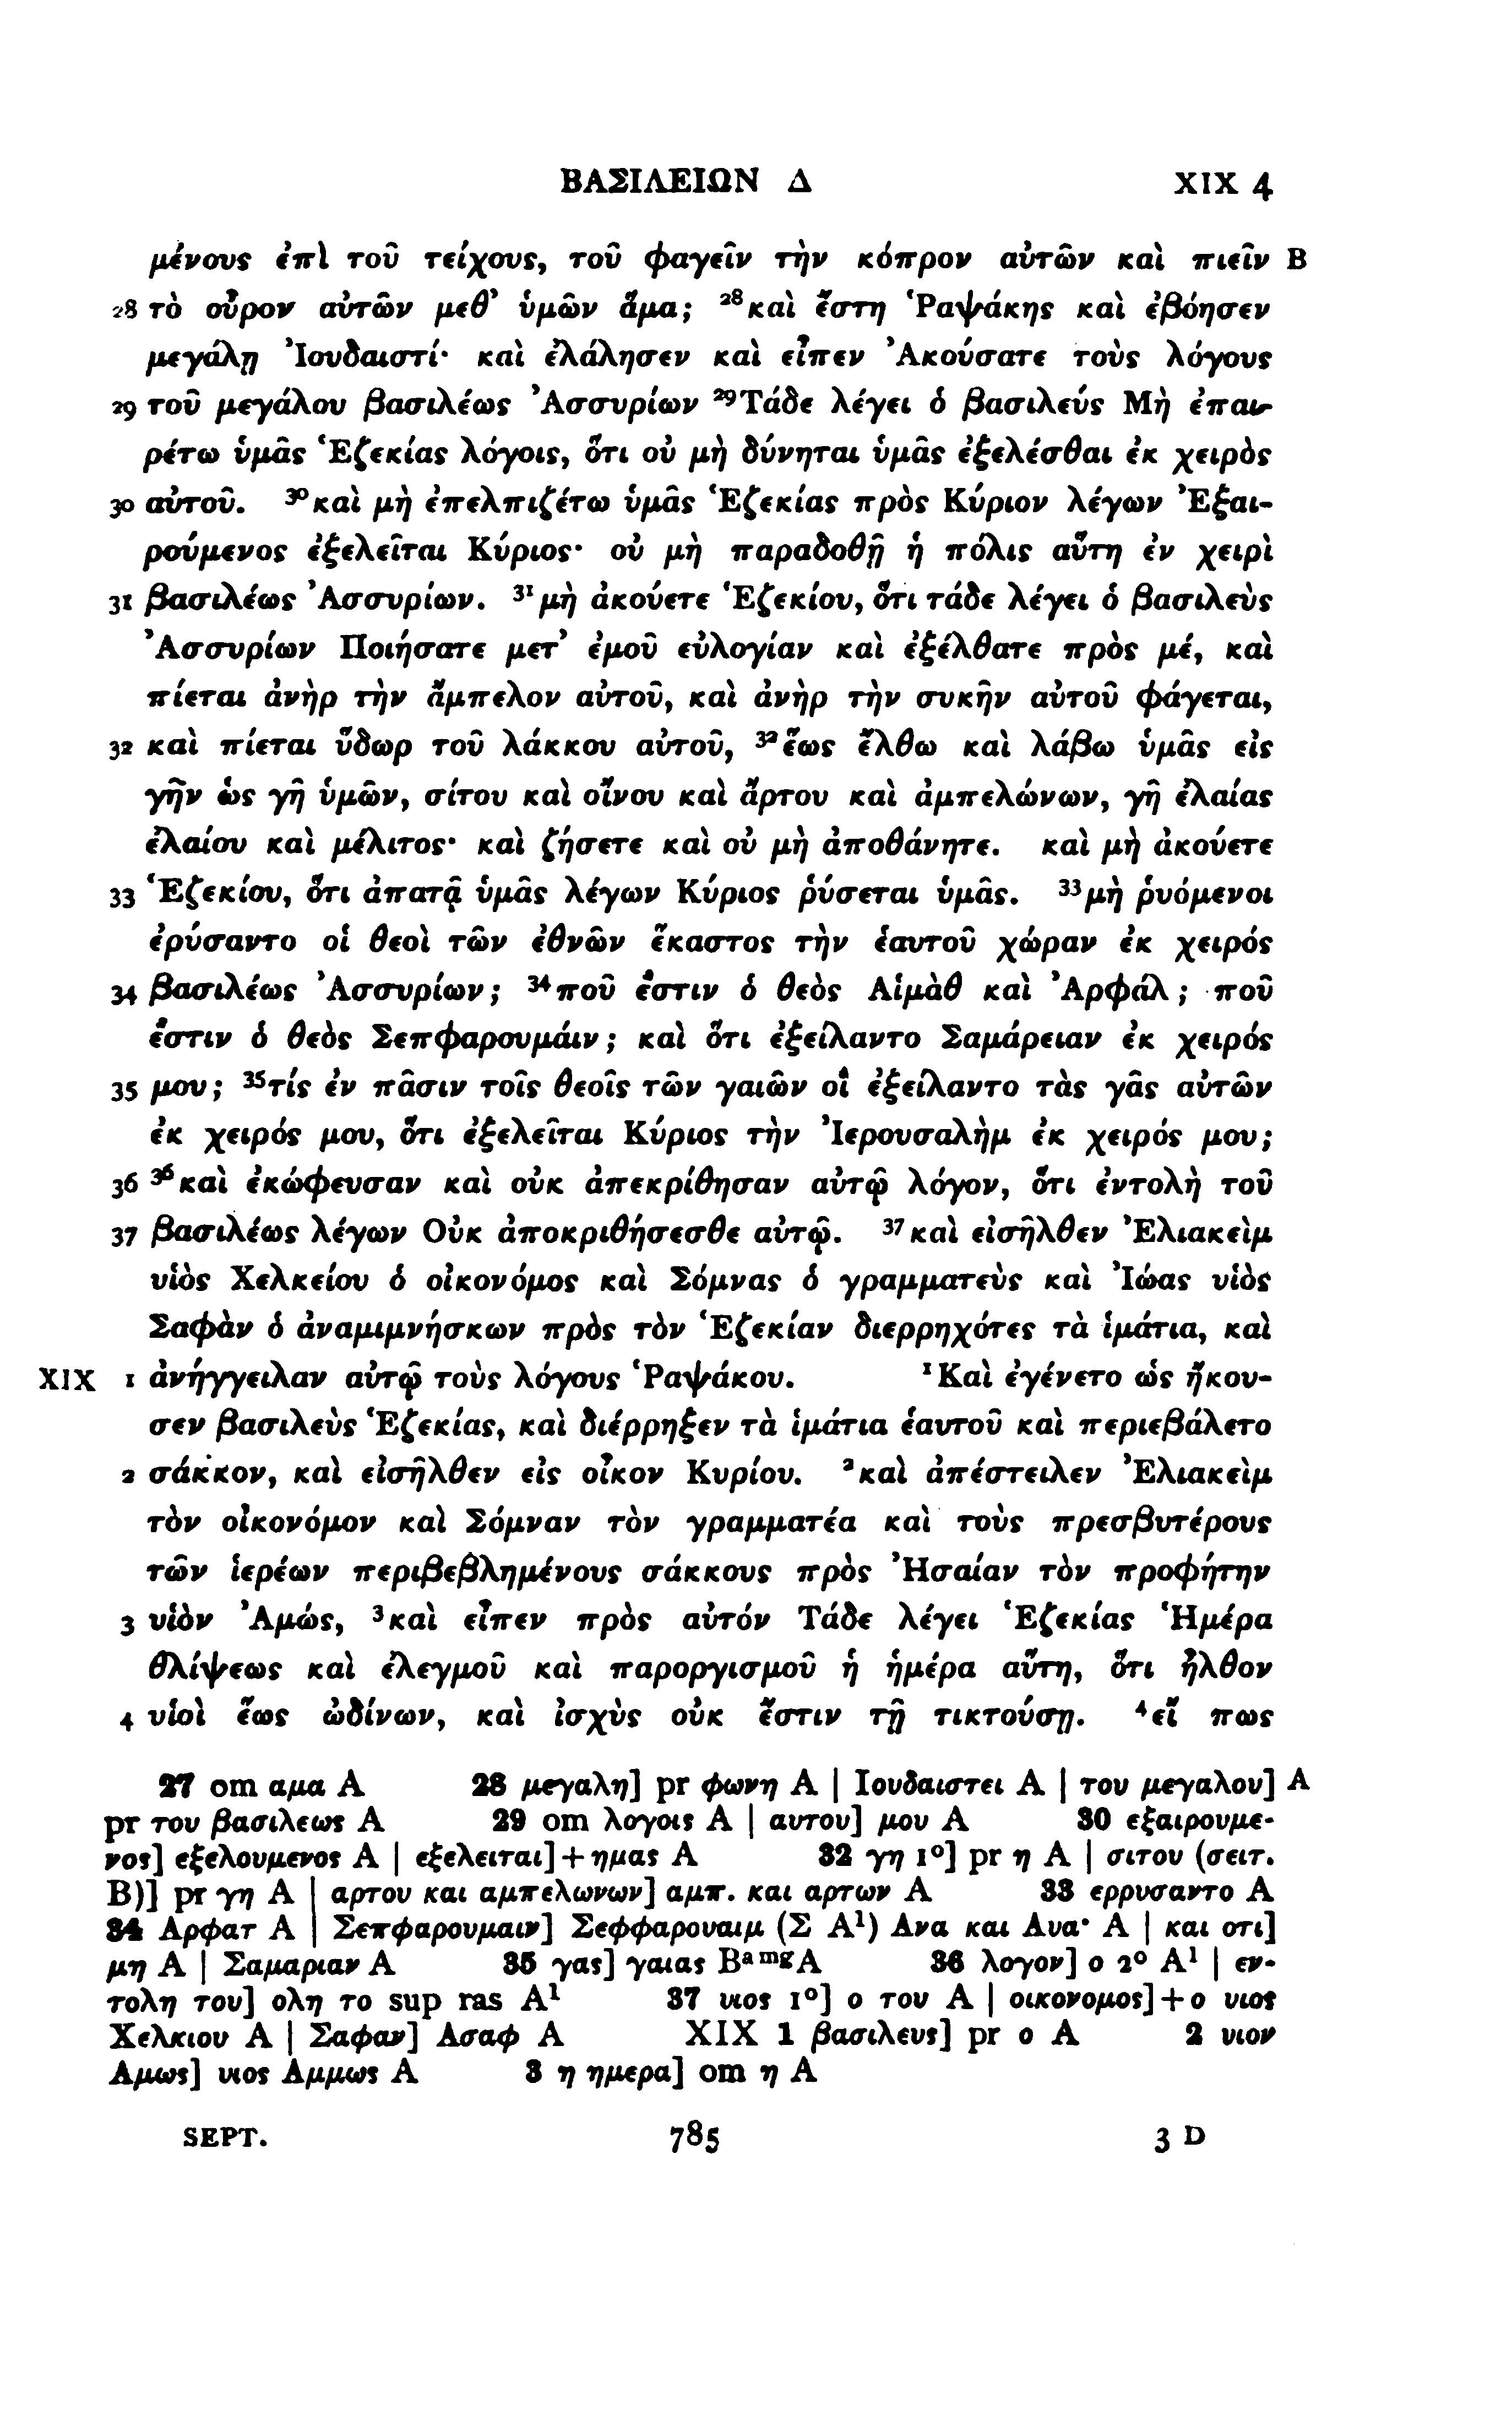 ΒΑΣΙΛΕΙΩΝ Δ XIX 4
μένους ἐπὶ τοῦ τείχους, τοῦ φαγεῖν τὴν κόπρον αὐτῶν καὶ πιεῖν B
28 τὸ οὖρον αὐτῶν μεθ᾽ ὑμῶν ἅμα; ²⁸καὶ ἔστη Ῥαψάκης καὶ ἐβόησεν
μεγάλῃ Ἰουδαιστί· καὶ ἐλάλησεν καὶ εἶπεν Ἀκούσατε τοὺς λόγους
29 τοῦ μεγάλου βασιλέως Ἀσσυρίων ²⁹Τάδε λέγει ὁ βασιλεύς Μὴ ἐπαι-
ρέτω ὑμᾶς Ἑζεκίας λόγοις, ὅτι οὐ μὴ δύνηται ὑμᾶς ἐξελέσθαι ἐκ χειρὸς
30 αὐτοῦ. ³⁰καὶ μὴ ἐπελπιζέτω ὑμᾶς Ἑζεκίας πρὸς Κύριον λέγων Ἐξαι-
ρούμενος ἐξελεῖται Κύριος· οὐ μὴ παραδοθῇ ἡ πόλις αὕτη ἐν χειρὶ
31 βασιλέως Ἀσσυρίων. ³¹μὴ ἀκούετε Ἑζεκίου, ὅτι τάδε λέγει ὁ βασιλεὺς
Ἀσσυρίων Ποιήσατε μετ᾽ ἐμοῦ εὐλογίαν καὶ ἐξέλθατε πρὸς μέ, καὶ
πίεται ἀνὴρ τὴν ἄμπελον αὐτοῦ, καὶ ἀνὴρ τὴν συκῆν αὐτοῦ φάγεται,
32 καὶ πίεται ὕδωρ τοῦ λάκκου αὐτοῦ, ³²ἕως ἔλθω καὶ λάβω ὑμᾶς εἰς
γῆν ὡς γῆ ὑμῶν, σίτου καὶ οἴνου καὶ ἄρτου καὶ ἀμπελώνων, γῆ ἐλαίας
ἐλαίου καὶ μέλιτος· καὶ ζήσετε καὶ οὐ μὴ ἀποθάνητε. καὶ μὴ ἀκούετε
33 Ἑζεκίου, ὅτι ἀπατᾷ ὑμᾶς λέγων Κύριος ῥύσεται ὑμᾶς. ³³μὴ ῥυόμενοι
ἐρύσαντο οἱ θεοὶ τῶν ἐθνῶν ἕκαστος τὴν ἑαυτοῦ χώραν ἐκ χειρός
34 βασιλέως Ἀσσυρίων; ³⁴ποῦ ἐστιν ὁ θεὸς Αἱμὰθ καὶ Ἀρφάλ; ποῦ
ἐστιν ὁ θεὸς Σεπφαρουμάιν; καὶ ὅτι ἐξείλαντο Σαμάρειαν ἐκ χειρός
35 μου; ³⁵τίς ἐν πᾶσιν τοῖς θεοῖς τῶν γαιῶν οἳ ἐξείλαντο τὰς γᾶς αὐτῶν
ἐκ χειρός μου, ὅτι ἐξελεῖται Κύριος τὴν Ἰερουσαλὴμ ἐκ χειρός μου;
36 ³⁶καὶ ἐκώφευσαν καὶ οὐκ ἀπεκρίθησαν αὐτῷ λόγον, ὅτι ἐντολὴ τοῦ
37 βασιλέως λέγων Οὐκ ἀποκριθήσεσθε αὐτῷ. ³⁷καὶ εἰσῆλθεν Ἐλιακεὶμ
υἱὸς Χελκείου ὁ οἰκονόμος καὶ Σόμνας ὁ γραμματεὺς καὶ Ἰώας υἱὸς
Σαφὰν ὁ ἀναμιμνήσκων πρὸς τὸν Ἑζεκίαν διερρηχότες τὰ ἱμάτια, καὶ
XIX 1 ἀνήγγειλαν αὐτῷ τοὺς λόγους Ῥαψάκου. ¹Καὶ ἐγένετο ὡς ἤκου-
σεν βασιλεὺς Ἑζεκίας, καὶ διέρρηξεν τὰ ἱμάτια ἑαυτοῦ καὶ περιεβάλετο
2 σάκκον, καὶ εἰσῆλθεν εἰς οἶκον Κυρίου. ²καὶ ἀπέστειλεν Ἐλιακεὶμ
τὸν οἰκονόμον καὶ Σόμναν τὸν γραμματέα καὶ τοὺς πρεσβυτέρους
τῶν ἱερέων περιβεβλημένους σάκκους πρὸς Ἠσαίαν τὸν προφήτην
3 υἱὸν Ἀμώς, ³καὶ εἶπεν πρὸς αὐτόν Τάδε λέγει Ἑζεκίας Ἡμέρα
θλίψεως καὶ ἐλεγμοῦ καὶ παροργισμοῦ ἡ ἡμέρα αὕτη, ὅτι ἦλθον
4 υἱοὶ ἕως ὠδίνων, καὶ ἰσχὺς οὐκ ἔστιν τῇ τικτούσῃ. ⁴εἴ πως
27 om αμα A 28 μεγαλη] pr φωνη A | Ιουδαιστει A | του μεγαλου] A
pr του βασιλεως A 29 om λογοις A | αυτου] μου A 30 εξαιρουμε-
νος] εξελουμενος A | εξελειται]+ημας A 32 γη 1°] pr η A | σιτου (σειτ.
B)] pr γη A | αρτου και αμπελωνων] αμπ. και αρτων A 33 ερρυσαντο A
34 Αρφατ A | Σεπφαρουμαιν] Σεφφαρουαιμ (Σ A¹) Ανα και Αυα· A | και οτι]
μη A | Σαμαριαν A 35 γας] γαιας Bᵃ ᵐᵍ A 36 λογον] ο 2° A¹ | εν-
τολη του] ολη το sup ras A¹ 37 υιος 1°] ο του A | οικονομος]+ο υιος
Χελκιου A | Σαφαν] Ασαφ A XIX 1 βασιλευς] pr ο A 2 υιον
Αμως] υιος Αμμως A 3 η ημερα] om η A
SEPT. 785 3 D